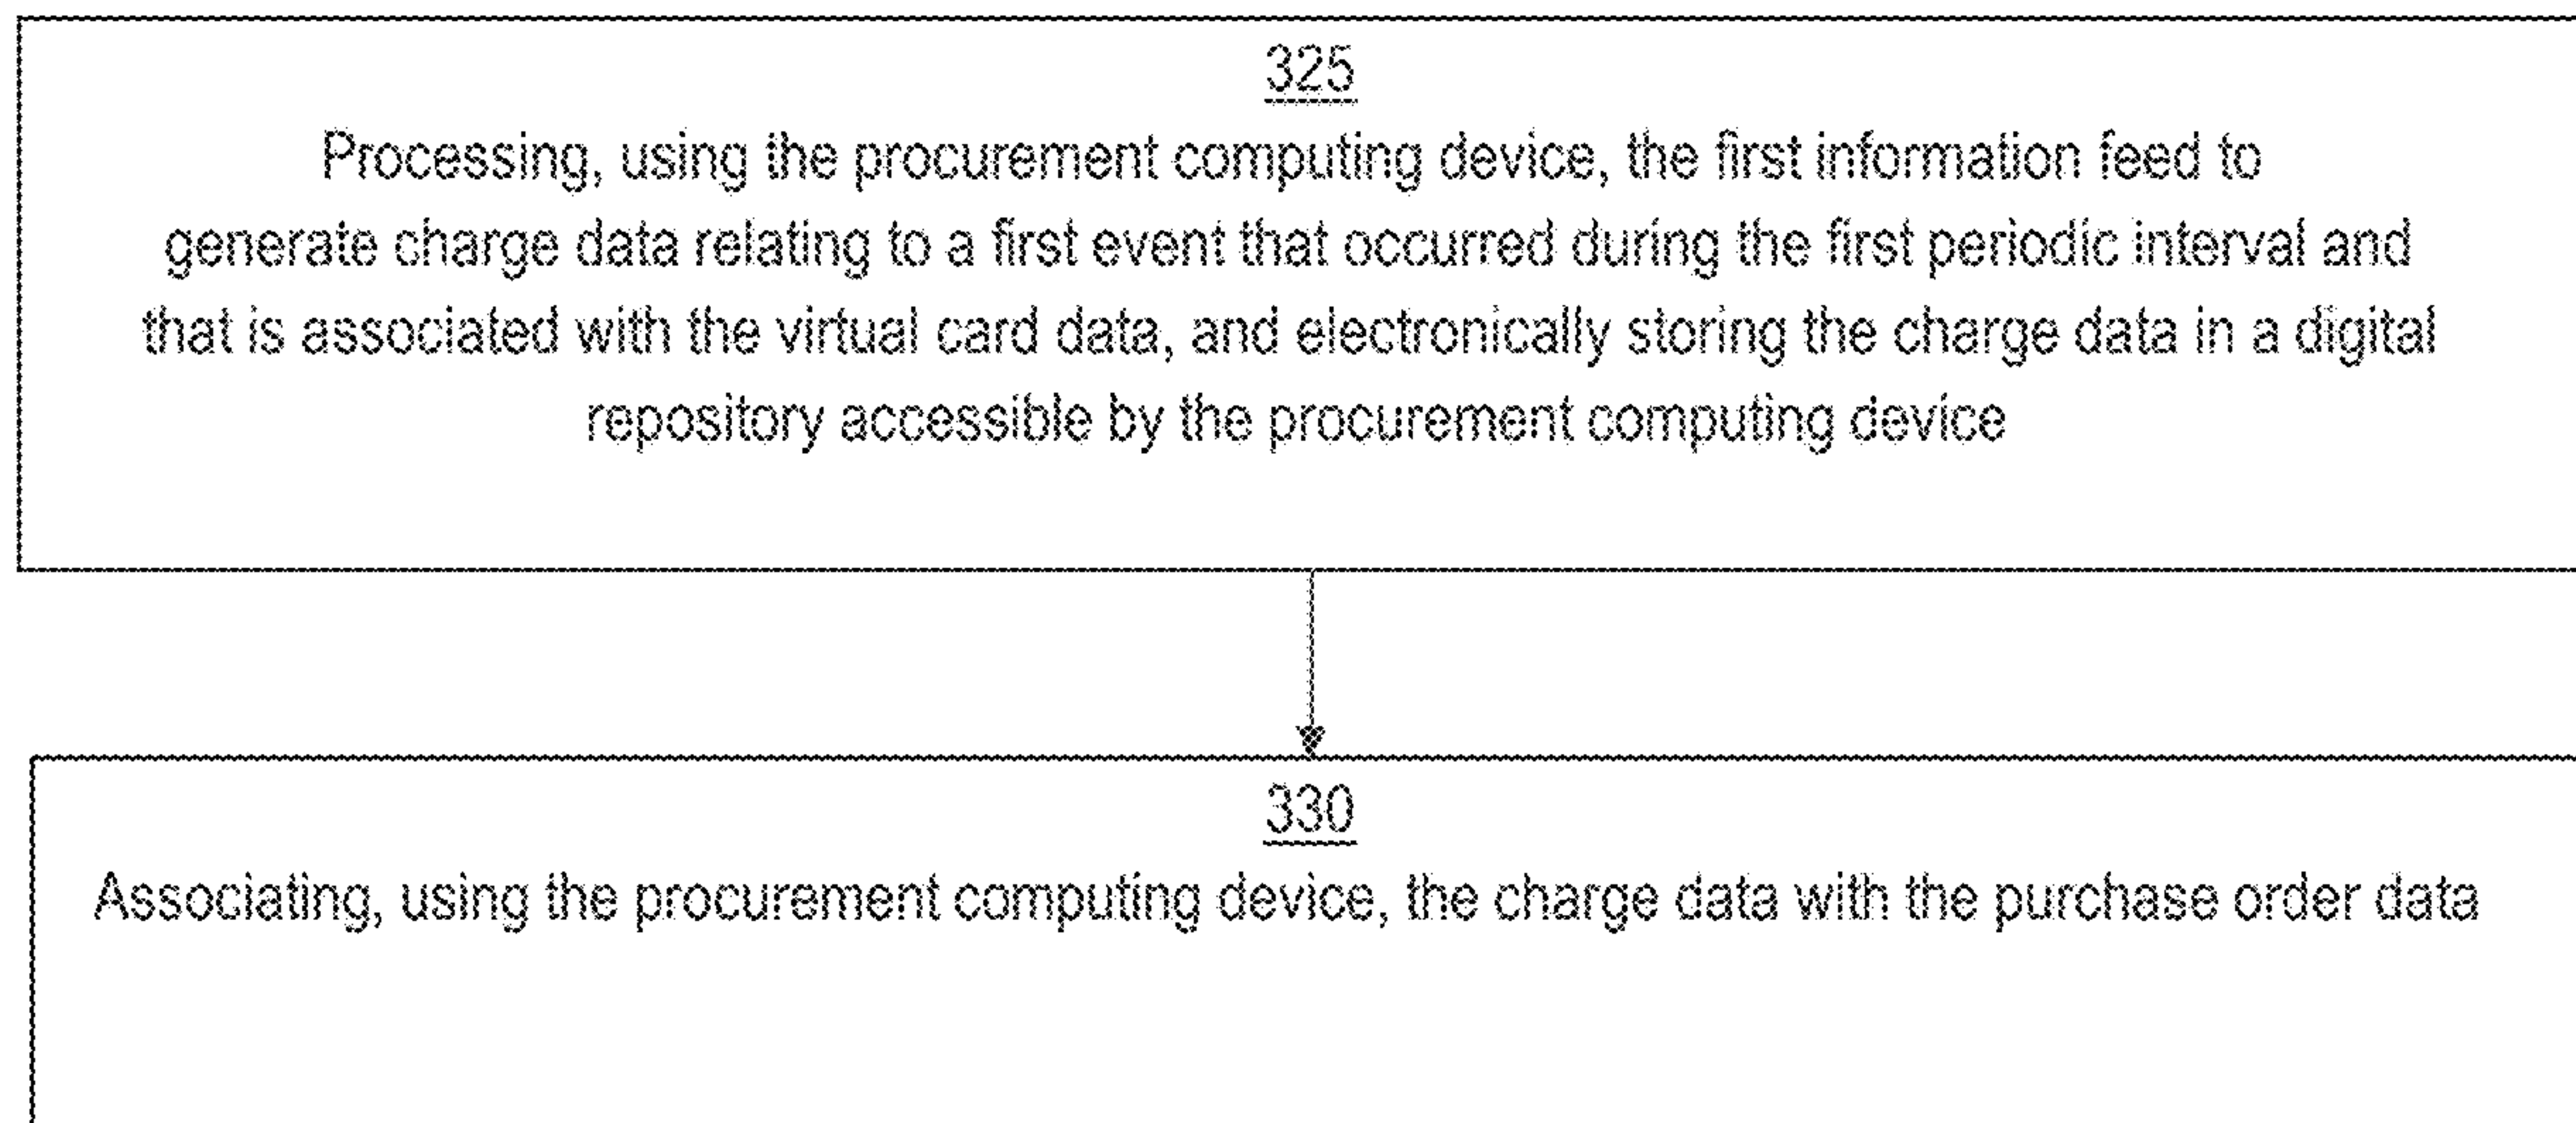 325
Processing, using the procurement computing device, the first information feed to
generate charge data relating to a first event that occurred during the first periodic interval and
that is associated with the virtual card data, and electronically storing the charge data in a digital
repository accessible by the procurement computing device
330
Associating, using the procurement computing device, the charge data with the purchase order data